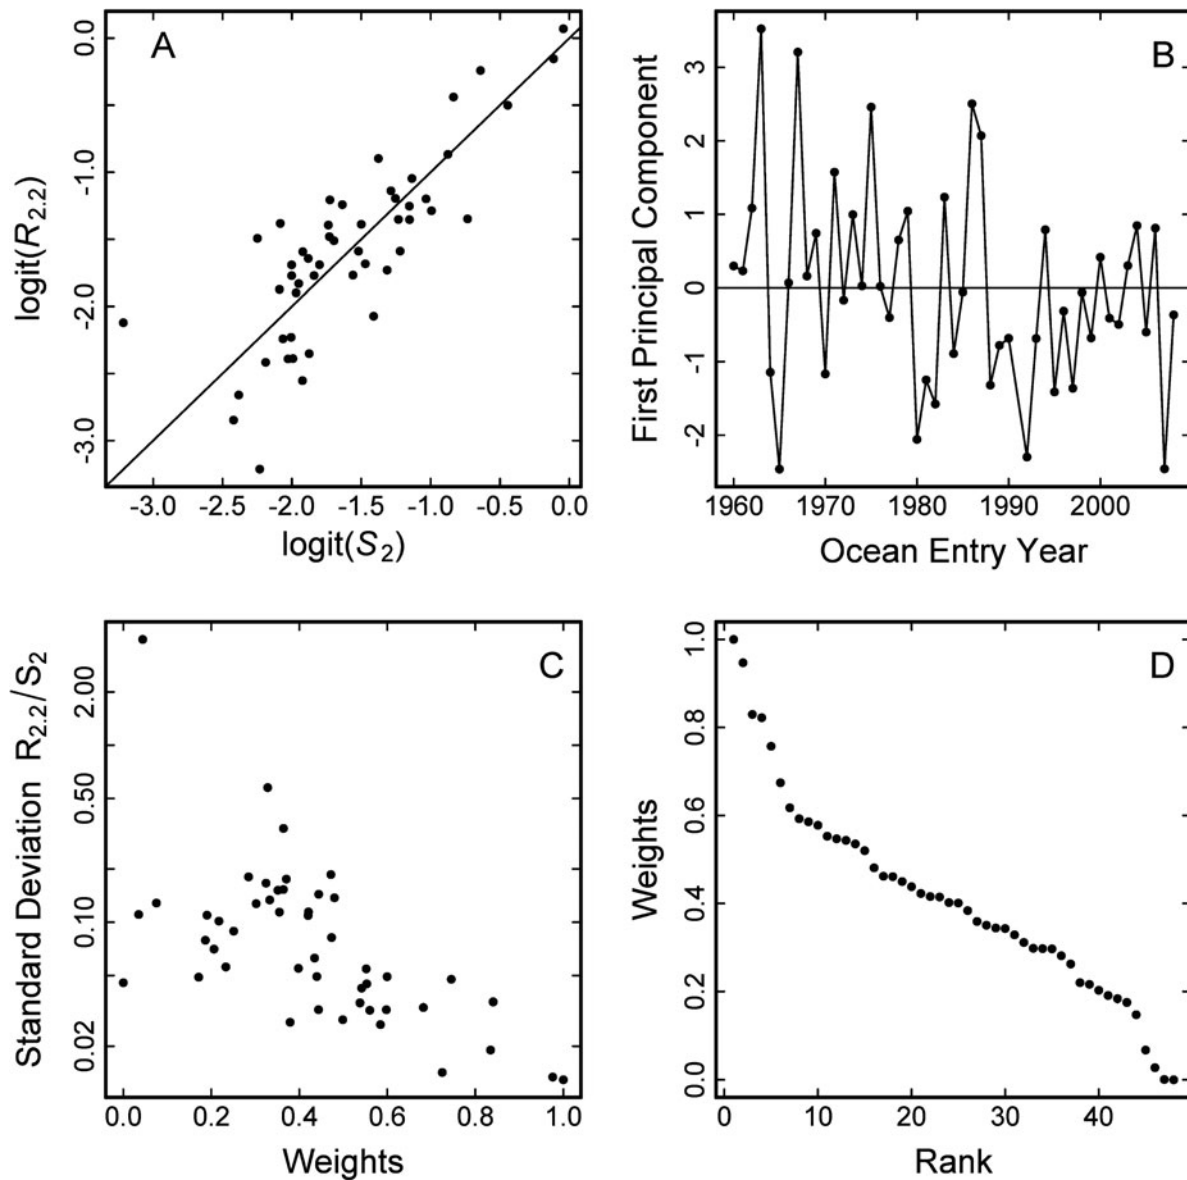 A
logit(R2.2)
0.0
-1.0
-2.0
-3.0
-3.0 -2.5 -2.0 -1.5 -1.0 -0.5 0.0
logit(S2)
B
First Principal Component
3
2
1
0
-1
-2
1960 1970 1980 1990 2000
Ocean Entry Year
C
Standard Deviation R2.2/S2
2.00
0.50
0.10
0.02
0.0 0.2 0.4 0.6 0.8 1.0
Weights
D
Weights
1.0
0.8
0.6
0.4
0.2
0.0
0 10 20 30 40
Rank